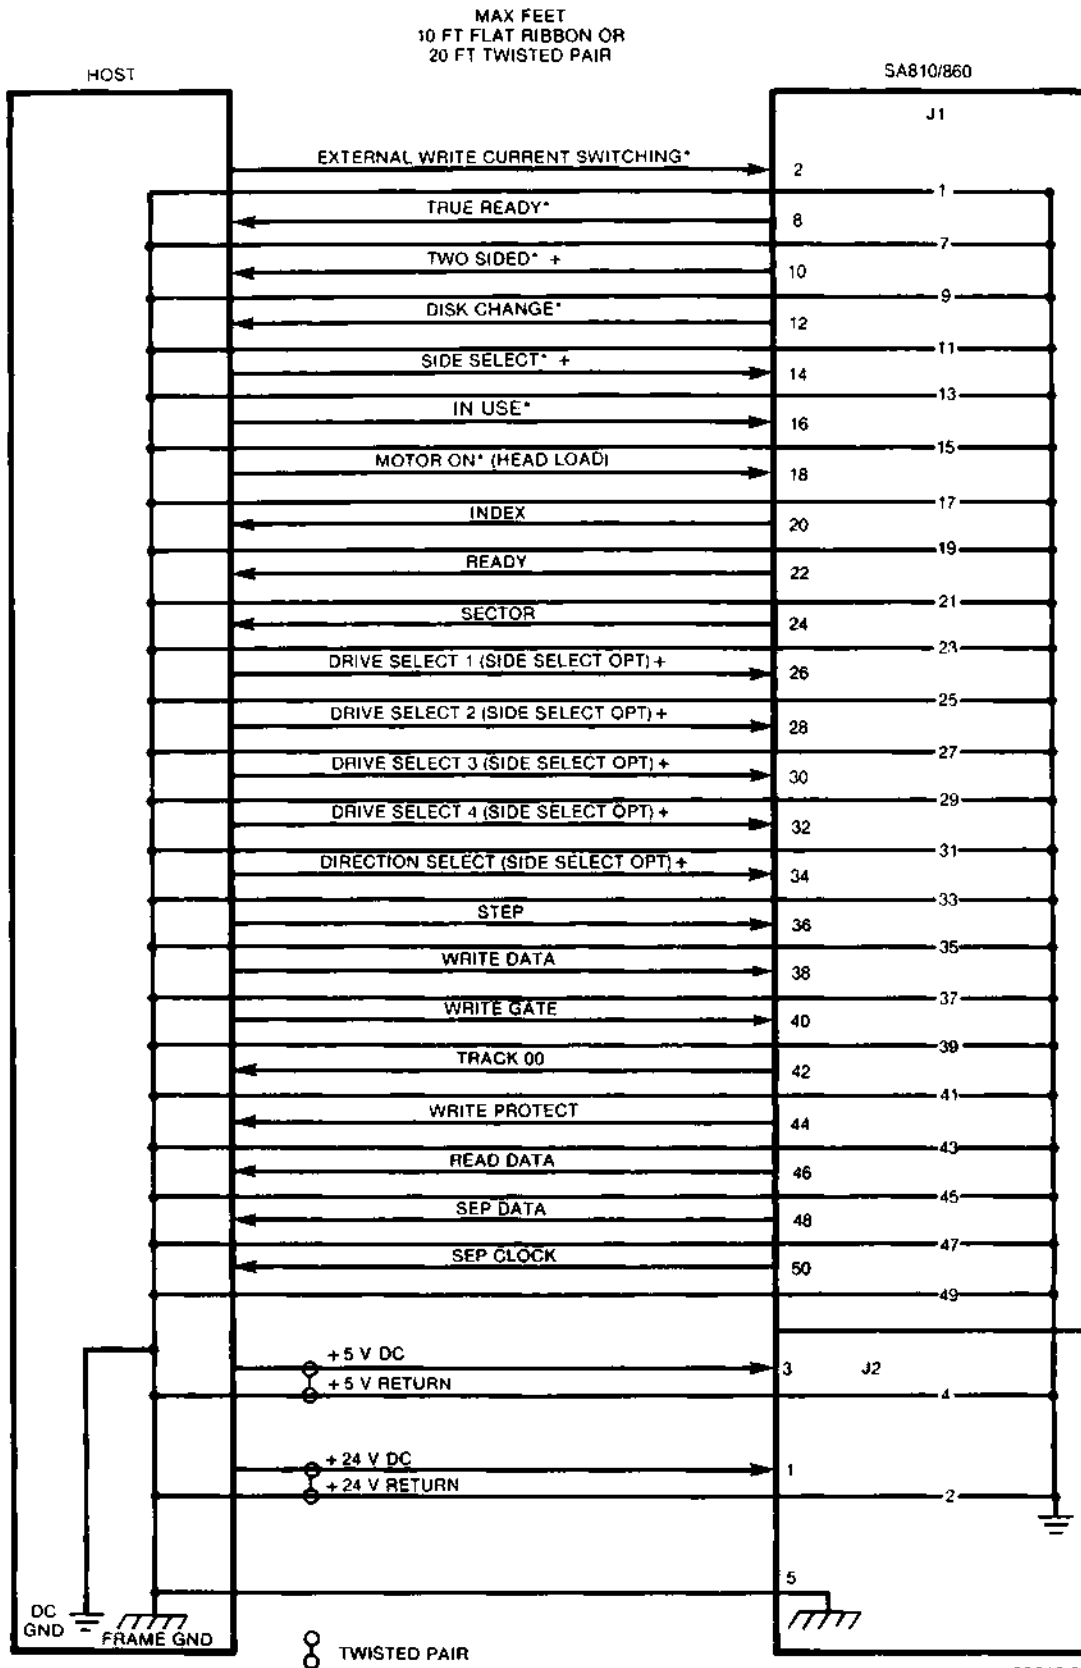 MAX FEET
10 FT FLAT RIBBON OR
20 FT TWISTED PAIR
HOST
SA810/860
J1
EXTERNAL WRITE CURRENT SWITCHING*
2
1
TRUE READY*
8
7
TWO SIDED* +
10
9
DISK CHANGE*
12
11
SIDE SELECT* +
14
13
IN USE*
16
15
MOTOR ON* (HEAD LOAD)
18
17
INDEX
20
19
READY
22
21
SECTOR
24
23
DRIVE SELECT 1 (SIDE SELECT OPT) +
26
25
DRIVE SELECT 2 (SIDE SELECT OPT) +
28
27
DRIVE SELECT 3 (SIDE SELECT OPT) +
30
29
DRIVE SELECT 4 (SIDE SELECT OPT) +
32
31
DIRECTION SELECT (SIDE SELECT OPT) +
34
33
STEP
36
35
WRITE DATA
38
37
WRITE GATE
40
39
TRACK 00
42
41
WRITE PROTECT
44
43
READ DATA
46
45
SEP DATA
48
47
SEP CLOCK
50
49
+ 5 V DC
3
J2
+ 5 V RETURN
4
+ 24 V DC
1
+ 24 V RETURN
2
5
DC
GND
FRAME GND
TWISTED PAIR